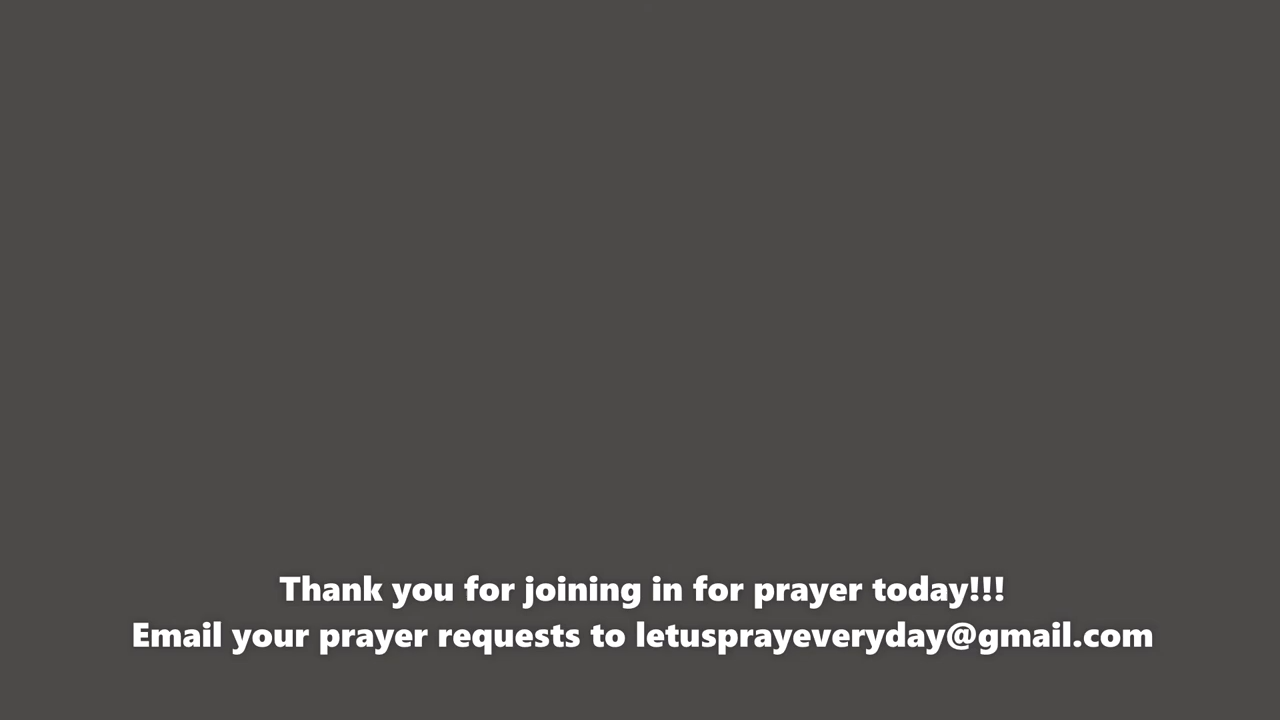 Thank you for joining in for prayer today!!!
Email your prayer requests to letusprayeveryday@gmail.com